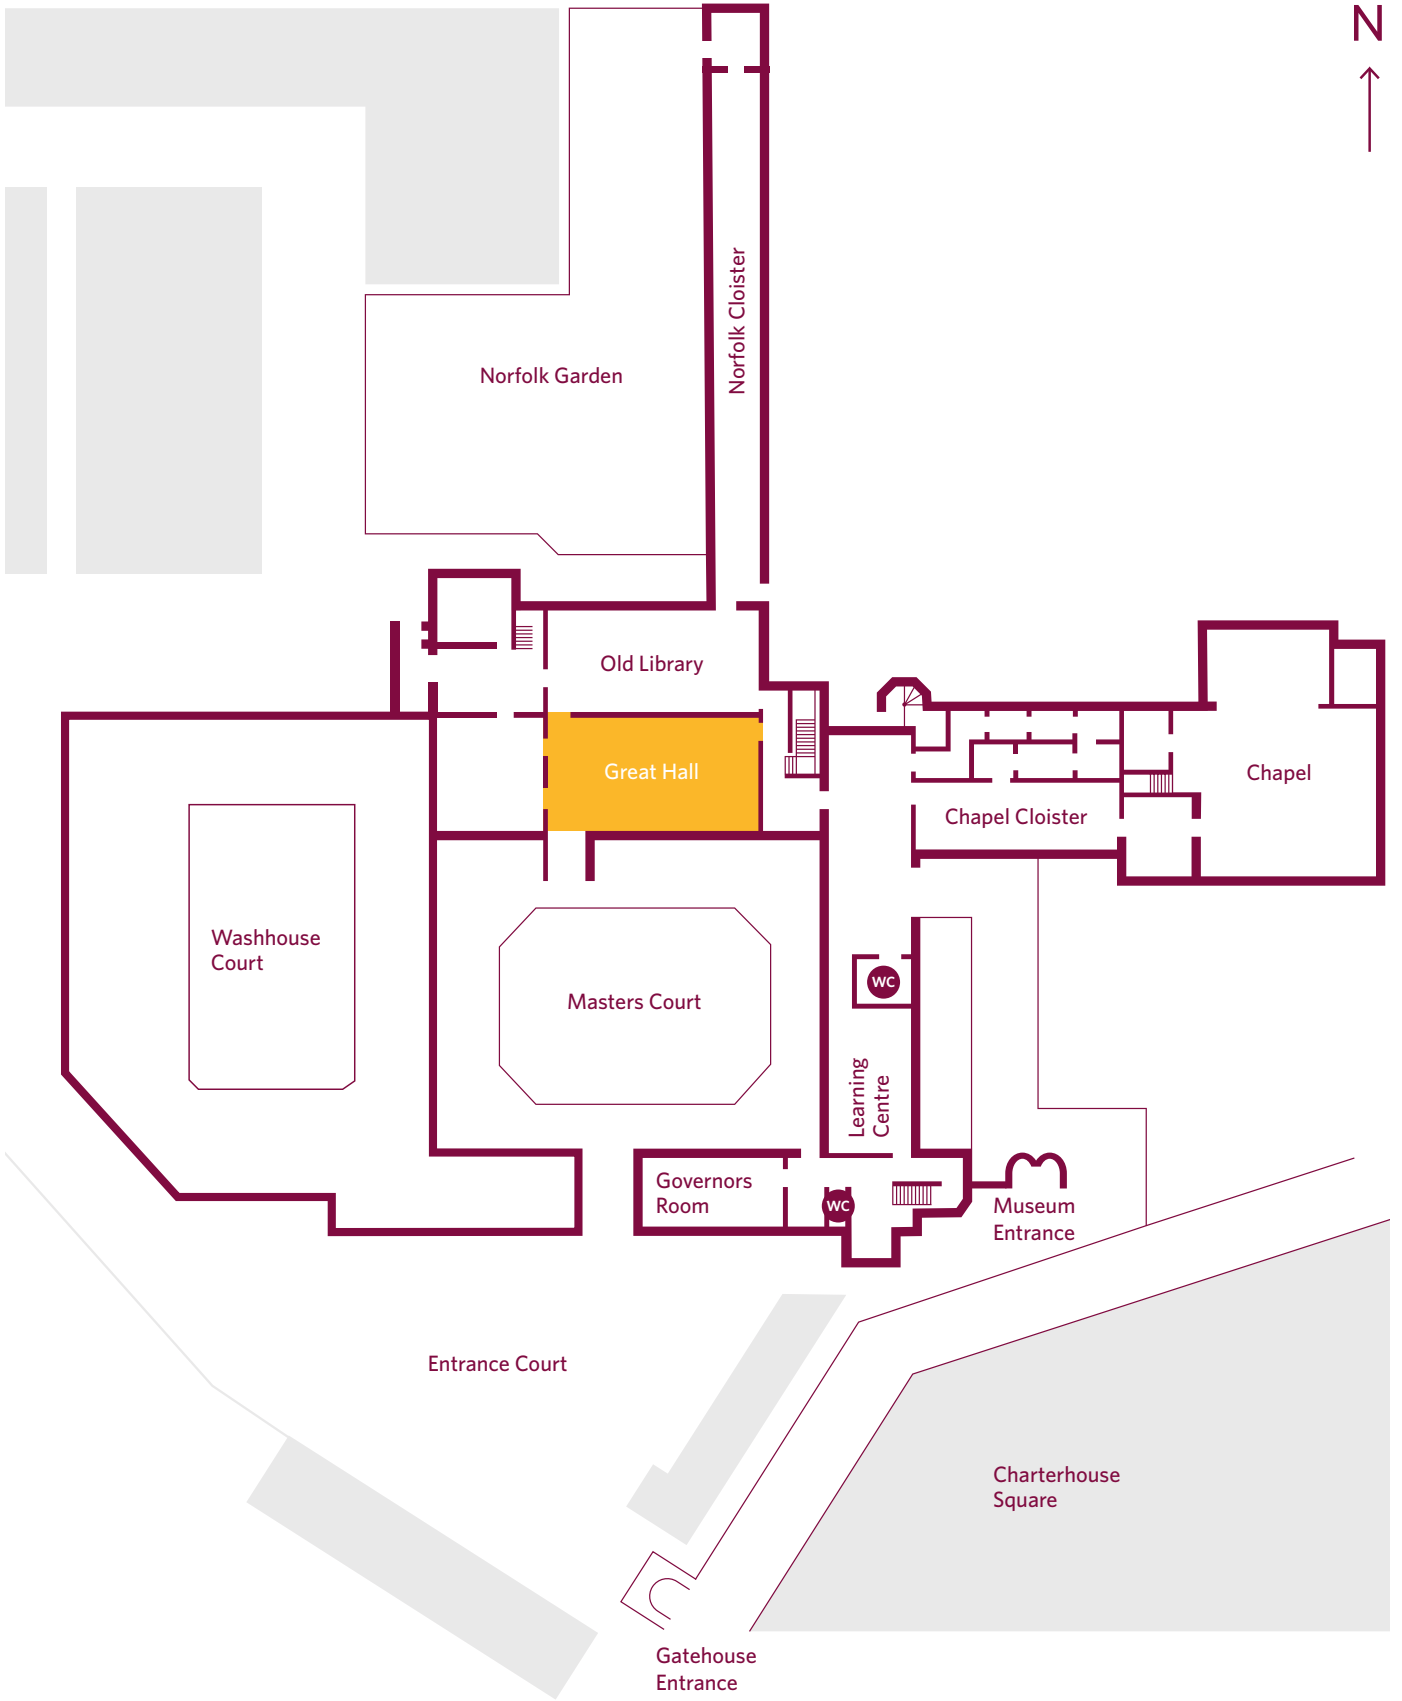 N
Norfolk Cloister
Norfolk Garden
Old Library
Great Hall
Chapel
Chapel Cloister
Washhouse
Court
WC
Masters Court
Learning
Centre
Governors
Room
WC
Museum
Entrance
Entrance Court
Charterhouse
Square
Gatehouse
Entrance